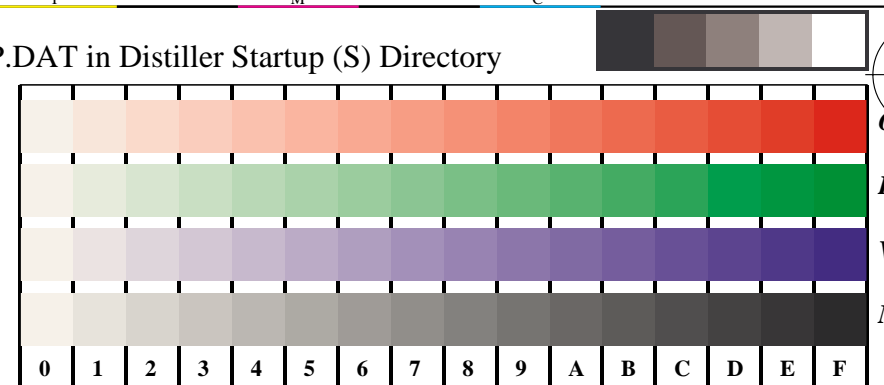 M C
P.DAT in Distiller Startup (S) Directory
0 1 2 3 4 5 6 7 8 9 A B C D E F